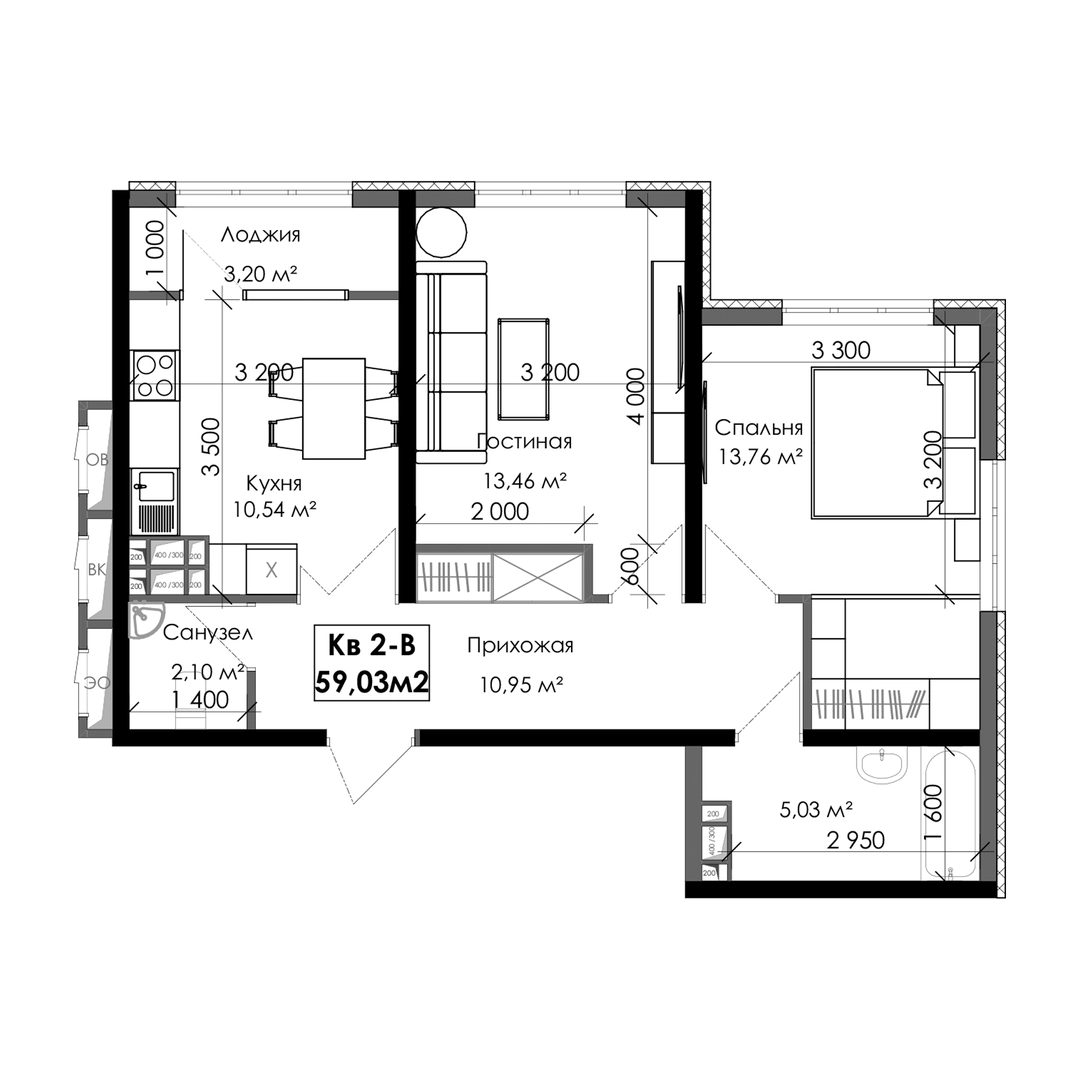 Лоджия
3,20 м²
1 000
3 200
3 500
Кухня
10,54 м²
3 200
4 000
Гостиная
13,46 м²
2 000
600
3 300
Спальня
13,76 м²
3 200
ОВ
ВК
ЭО
200
400 /300
200
200
400 /300
200
X
Санузел
2,10 м²
1 400
Кв 2-В
59,03м2
Прихожая
10,95 м²
5,03 м²
2 950
1 600
200
400 /300
200